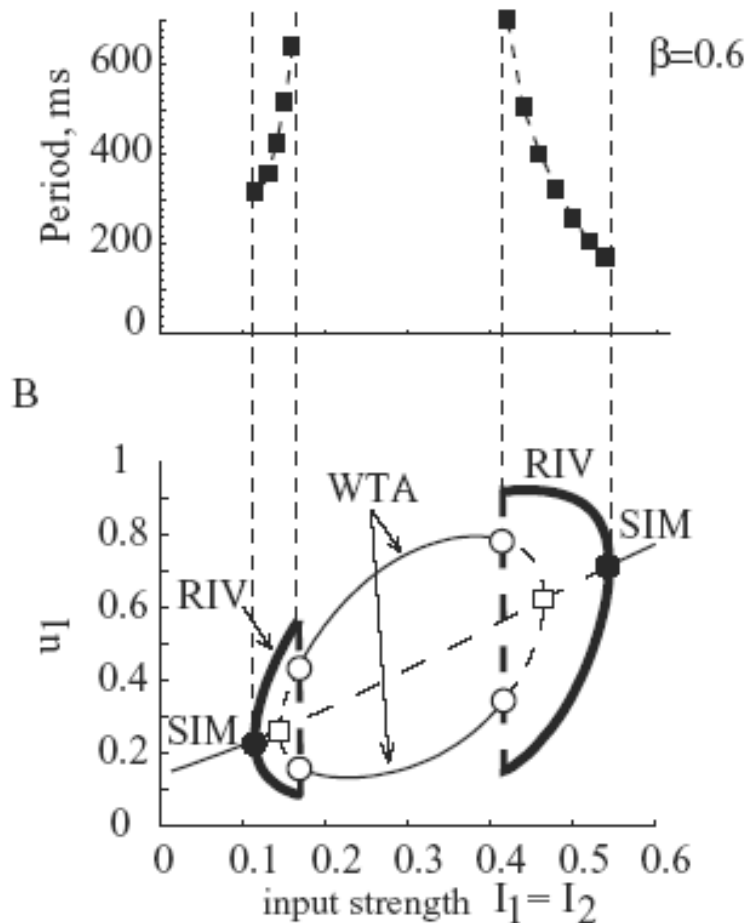 600
400
200
0
Period, ms
β=0.6
B
1
0.8
0.6
0.4
0.2
0
u1
RIV
WTA
SIM
RIV
SIM
0 0.1 0.2 0.3 0.4 0.5 0.6
input strength I1 = I2